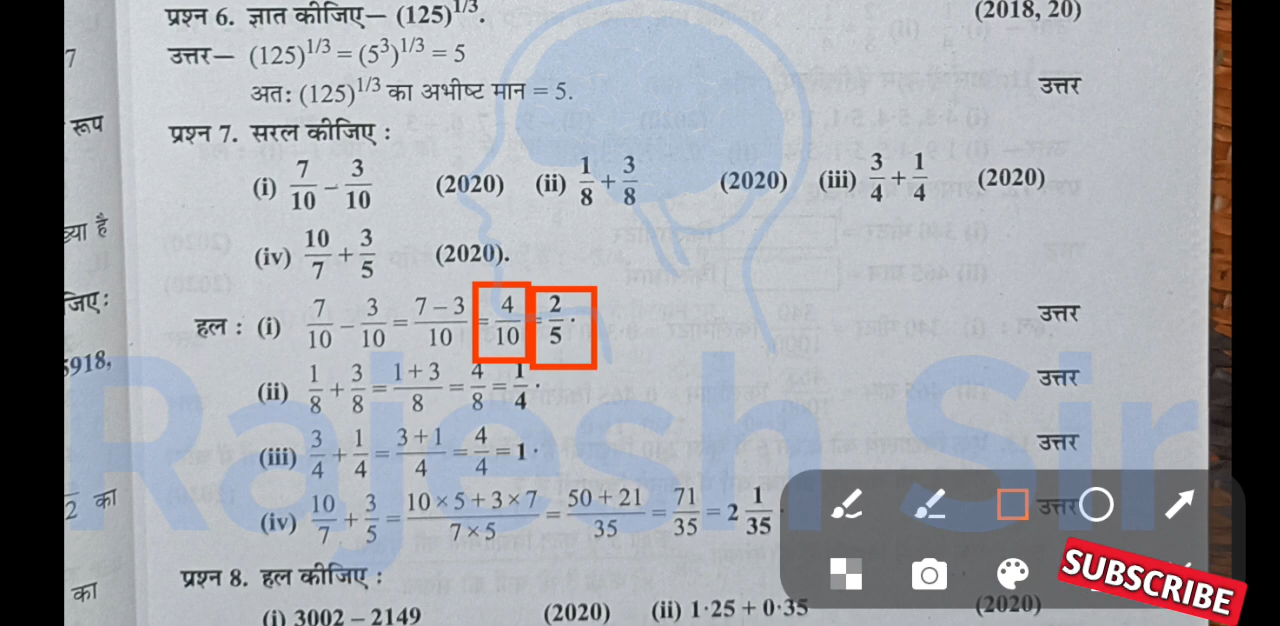 प्रश्न 6. ज्ञात कीजिए— (125)^1/3. (2018, 20)
7
उत्तर— (125)^1/3 = (5^3)^1/3 = 5
अतः (125)^1/3 का अभीष्ट मान = 5. उत्तर
रूप
प्रश्न 7. सरल कीजिए :
(i) 7/10 − 3/10 (2020) (ii) 1/8 + 3/8 (2020) (iii) 3/4 + 1/4 (2020)
है
(iv) 10/7 + 3/5 (2020).
जिए:
हल : (i) 7/10 − 3/10 = (7 − 3)/10 = 4/10 = 2/5· उत्तर
5918,
(ii) 1/8 + 3/8 = (1 + 3)/8 = 4/8 = 1/4· उत्तर
Rajesh Sir
(iii) 3/4 + 1/4 = (3 + 1)/4 = 4/4 = 1· उत्तर
2 का
(iv) 10/7 + 3/5 = (10 × 5 + 3 × 7)/(7 × 5) = (50 + 21)/35 = 71/35 = 2 1/35 उत्तर
का
प्रश्न 8. हल कीजिए :
SUBSCRIBE
(i) 3002 − 2149 (2020) (ii) 1·25 + 0·35 (2020)